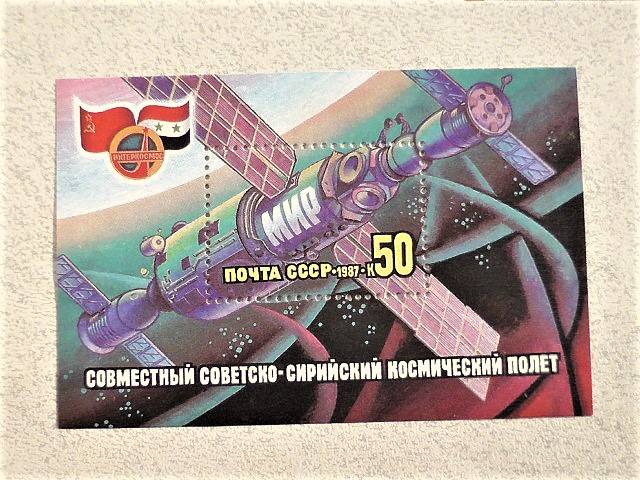 ИНТЕРКОСМОС
МИР
ПОЧТА СССР•1987•К50
СОВМЕСТНЫЙ СОВЕТСКО-СИРИЙСКИЙ КОСМИЧЕСКИЙ ПОЛЕТ